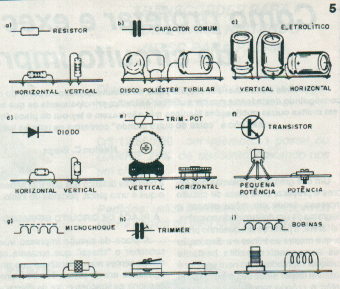 5
a) RESISTOR
HORIZONTAL VERTICAL
b) CAPACITOR COMUM
DISCO POLIÉSTER TUBULAR
c) ELETROLÍTICO
VERTICAL HORIZONTAL
c) DIODO
HORIZONTAL VERTICAL
e) TRIM-POT
VERTICAL HORIZONTAL
f) TRANSISTOR
PEQUENA POTÊNCIA
POTÊNCIA
g) MICROCHOQUE
h) TRIMMER
i) BOBINAS